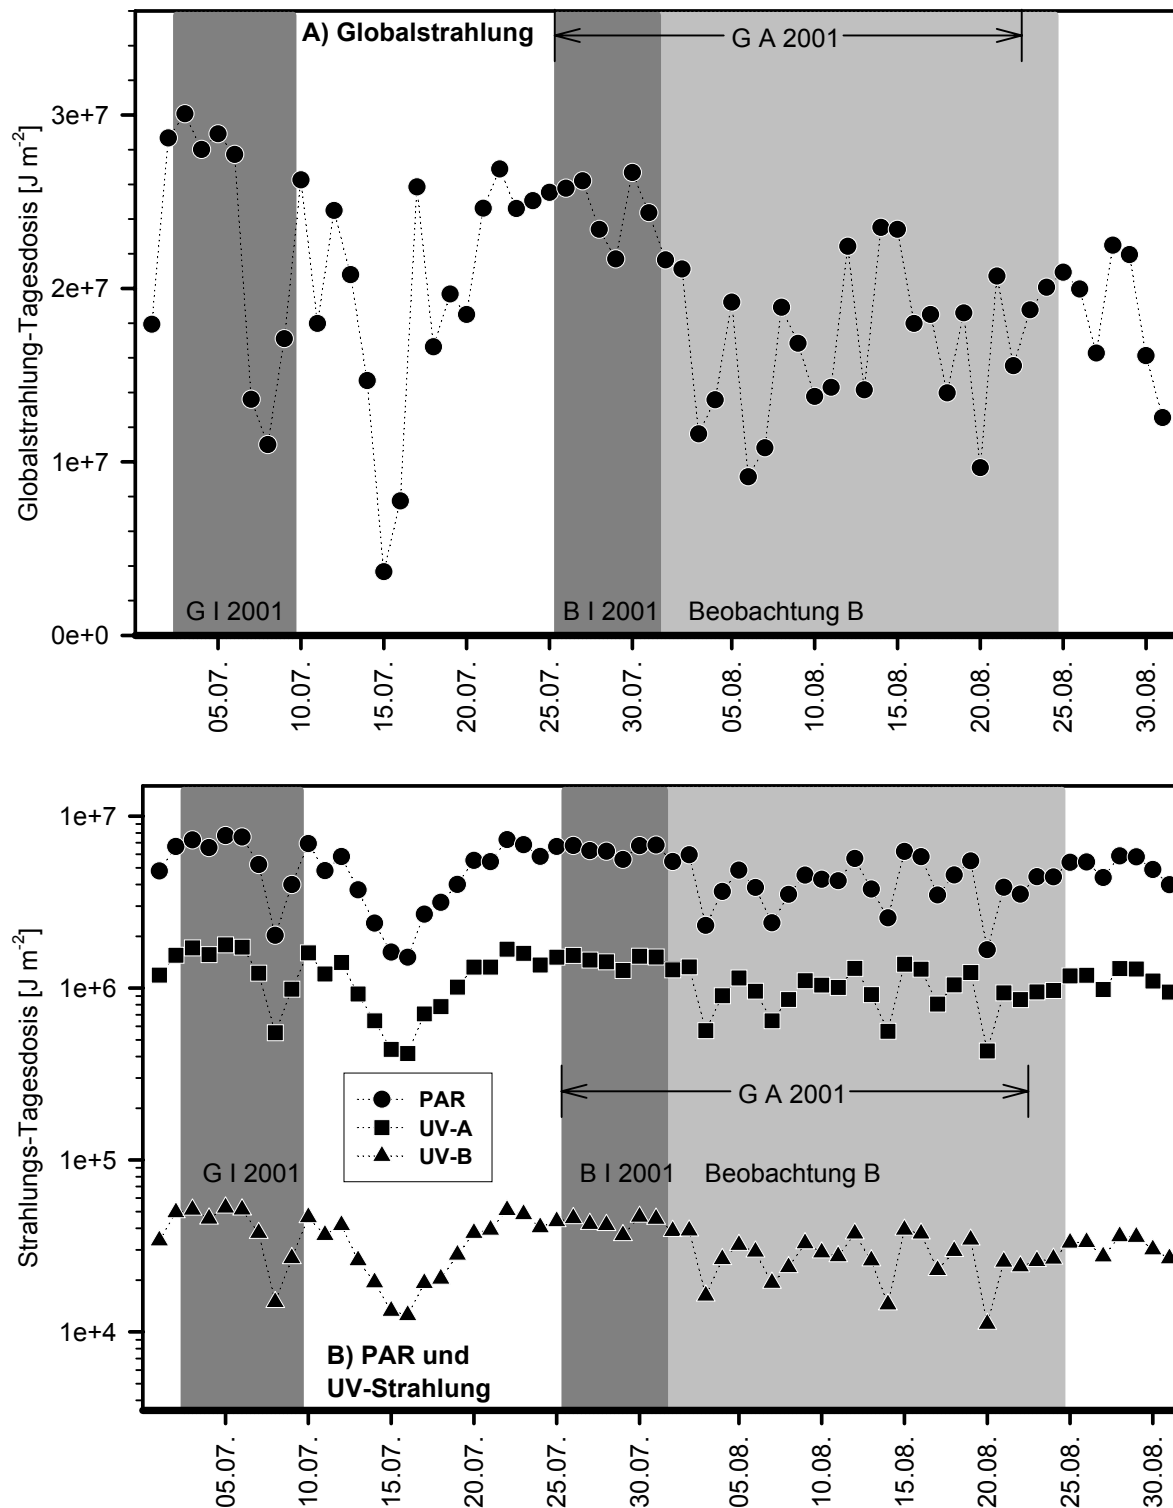 A) Globalstrahlung
G A 2001
3e+7
2e+7
1e+7
0e+0
Globalstrahlung-Tagesdosis [J m-2]
G I 2001
B I 2001
Beobachtung B
05.07.
10.07.
15.07.
20.07.
25.07.
30.07.
05.08.
10.08.
15.08.
20.08.
25.08.
30.08.
1e+7
1e+6
1e+5
1e+4
Strahlungs-Tagesdosis [J m-2]
G A 2001
PAR
UV-A
UV-B
G I 2001
B I 2001
Beobachtung B
B) PAR und
UV-Strahlung
05.07.
10.07.
15.07.
20.07.
25.07.
30.07.
05.08.
10.08.
15.08.
20.08.
25.08.
30.08.